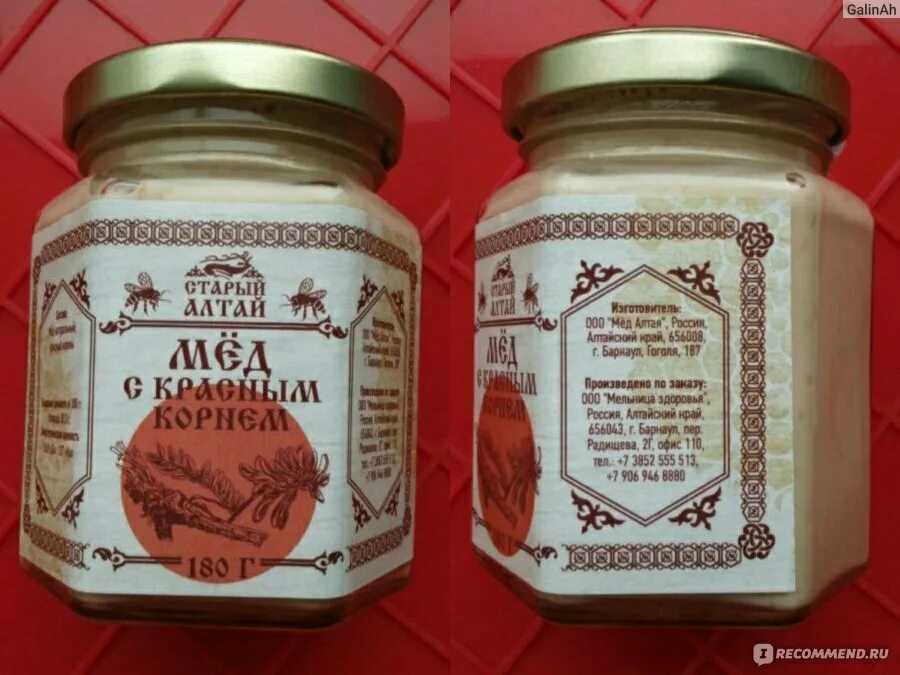 GalinAh
СТАРЫЙ
АЛТАЙ
МЁД
С КРАСНЫМ
КОРНЕМ
180 Г
Состав:
СТАРЫЙ
АЛТАЙ
МЁД
С КРАСНЫМ
КОРНЕМ
Изготовитель:
ООО "Мёд Алтая", Россия,
Алтайский край, 656008,
г. Барнаул, Гоголя, 187
Произведено по заказу:
ООО "Мельница здоровья",
Россия, Алтайский край,
656043, г. Барнаул, пер.
Радищева, 2Г, офис 110,
тел.: +7 3852 555 513,
+7 906 946 8880
I RECOMMEND.RU